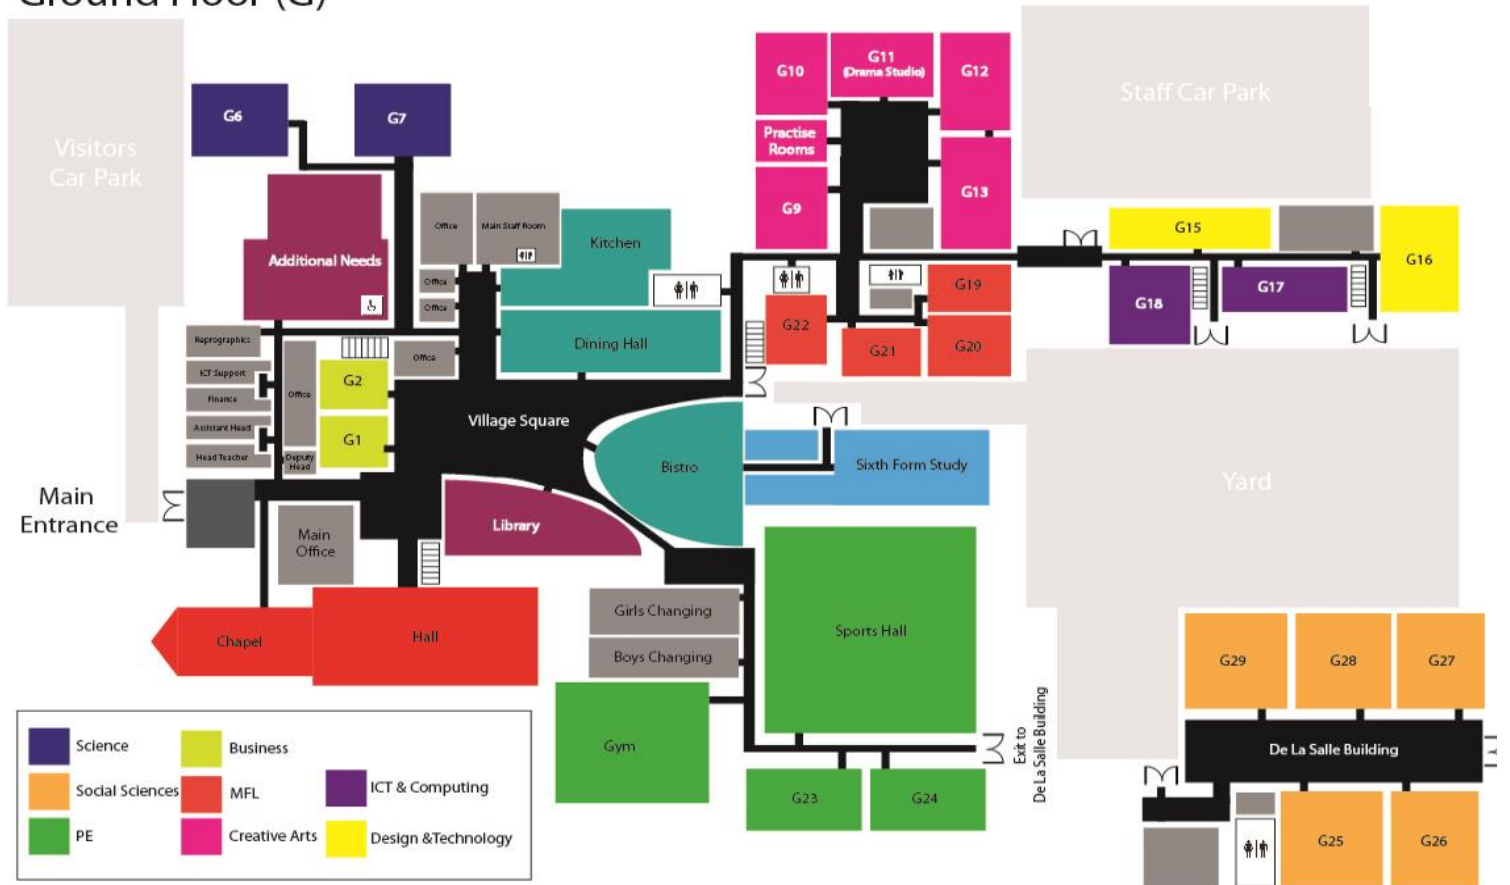 Ground Floor (G)
Visitors
Car Park
G6
G7
Additional Needs
Office
Main Staff Room
Kitchen
Office
Office
Dining Hall
Office
Reprographics
ICT Support
Finance
Assistant Head
Head Teacher
Office
Deputy
Head
G2
G1
Village Square
Bistro
Library
Main
Entrance
Main
Office
Chapel
Hall
G10
G11
(Drama Studio)
G12
Practise
Rooms
G9
G13
Staff Car Park
G15
G16
G17
G18
G19
G20
G21
G22
Sixth Form Study
Yard
Girls Changing
Boys Changing
Gym
Sports Hall
G23
G24
Exit to
De La Salle Building
G29
G28
G27
De La Salle Building
G25
G26
Science
Social Sciences
PE
Business
MFL
Creative Arts
ICT & Computing
Design &Technology